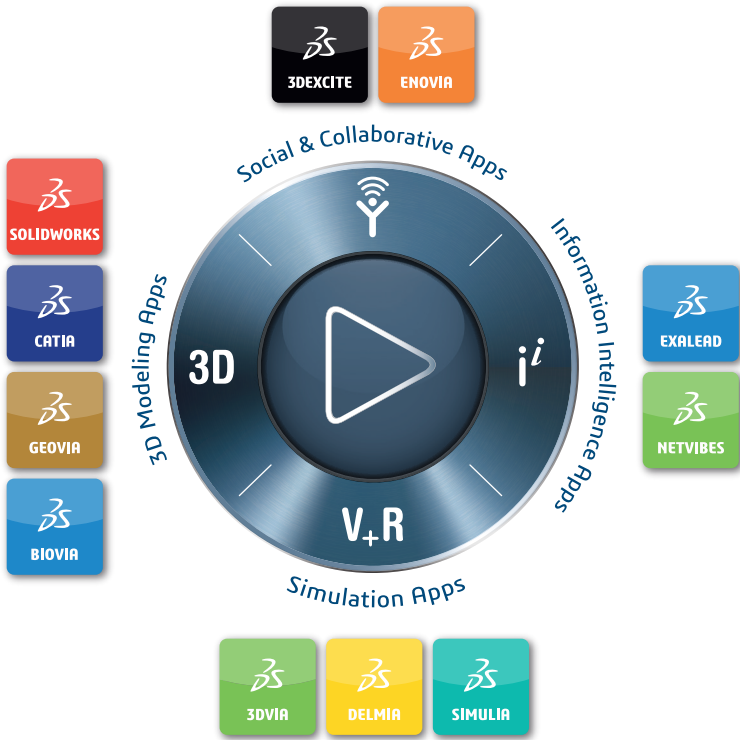 3DEXCITE
ENOVIA
Social & Collaborative Apps
SOLIDWORKS
CATIA
GEOVIA
BIOVIA
3D Modeling Apps
3D
i i
V+R
Information Intelligence Apps
EXALEAD
NETVIBES
Simulation Apps
3DVIA
DELMIA
SIMULIA